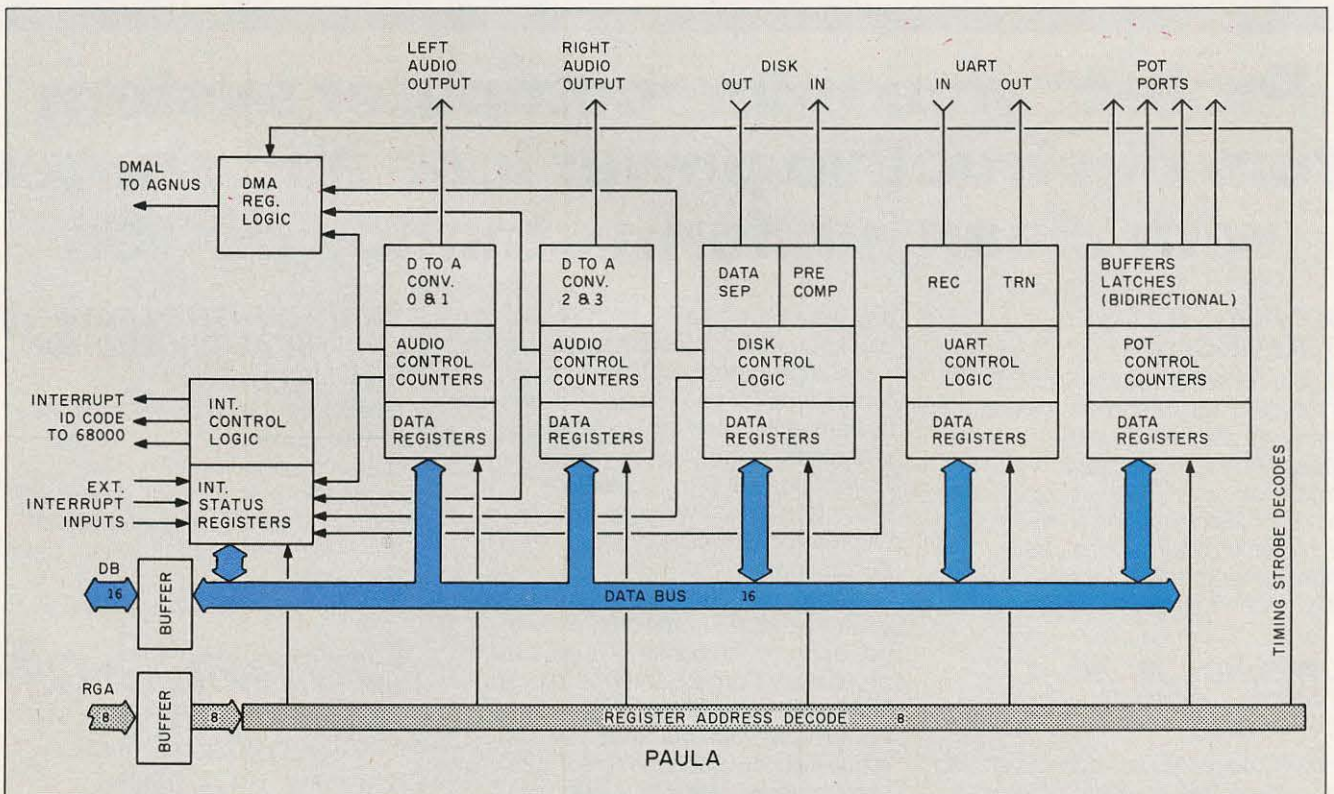 LEFT
AUDIO
OUTPUT
RIGHT
AUDIO
OUTPUT
DISK
OUT IN
UART
IN OUT
POT
PORTS
DMAL
TO AGNUS
DMA
REG.
LOGIC
D TO A
CONV.
0 & 1
D TO A
CONV.
2 & 3
DATA
SEP
PRE
COMP
REC
TRN
BUFFERS
LATCHES
(BIDIRECTIONAL)
AUDIO
CONTROL
COUNTERS
AUDIO
CONTROL
COUNTERS
DISK
CONTROL
LOGIC
UART
CONTROL
LOGIC
POT
CONTROL
COUNTERS
INTERRUPT
ID CODE
TO 68000
INT.
CONTROL
LOGIC
DATA
REGISTERS
DATA
REGISTERS
DATA
REGISTERS
DATA
REGISTERS
DATA
REGISTERS
EXT.
INTERRUPT
INPUTS
INT.
STATUS
REGISTERS
TIMING STROBE DECODES
DB
16
BUFFER
DATA BUS 16
RGA
8
BUFFER
8
REGISTER ADDRESS DECODE 8
PAULA